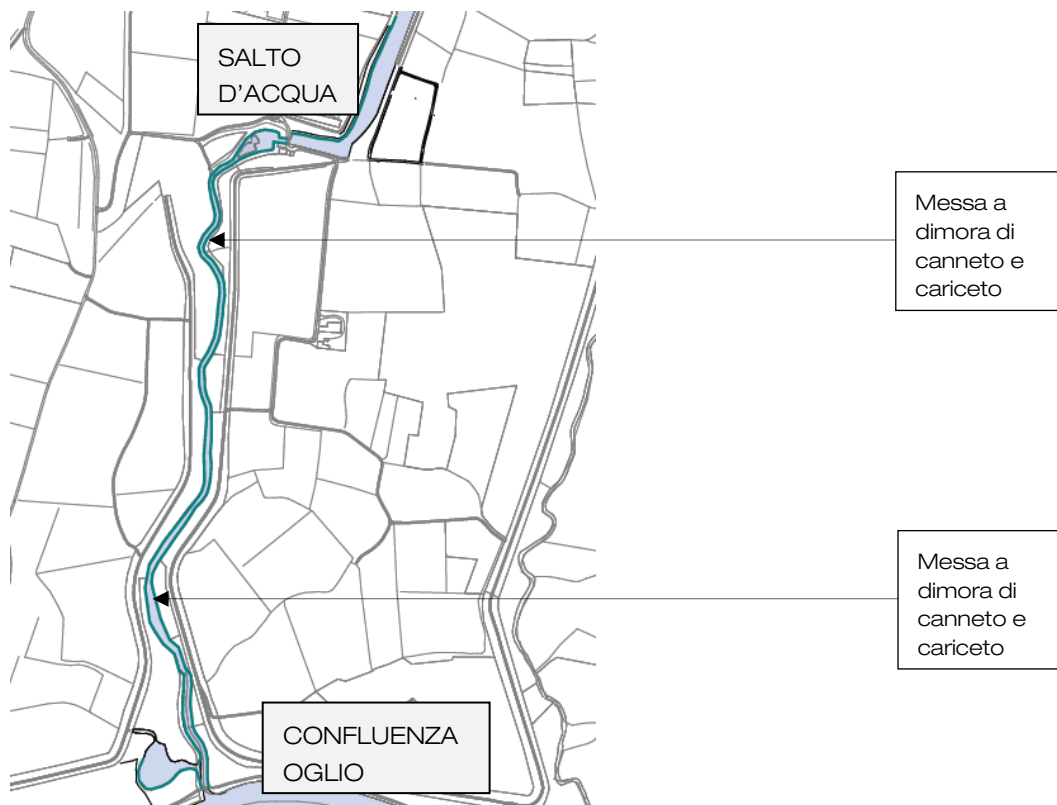 SALTO
D'ACQUA
Messa a
dimora di
canneto e
cariceto
Messa a
dimora di
canneto e
cariceto
CONFLUENZA
OGLIO